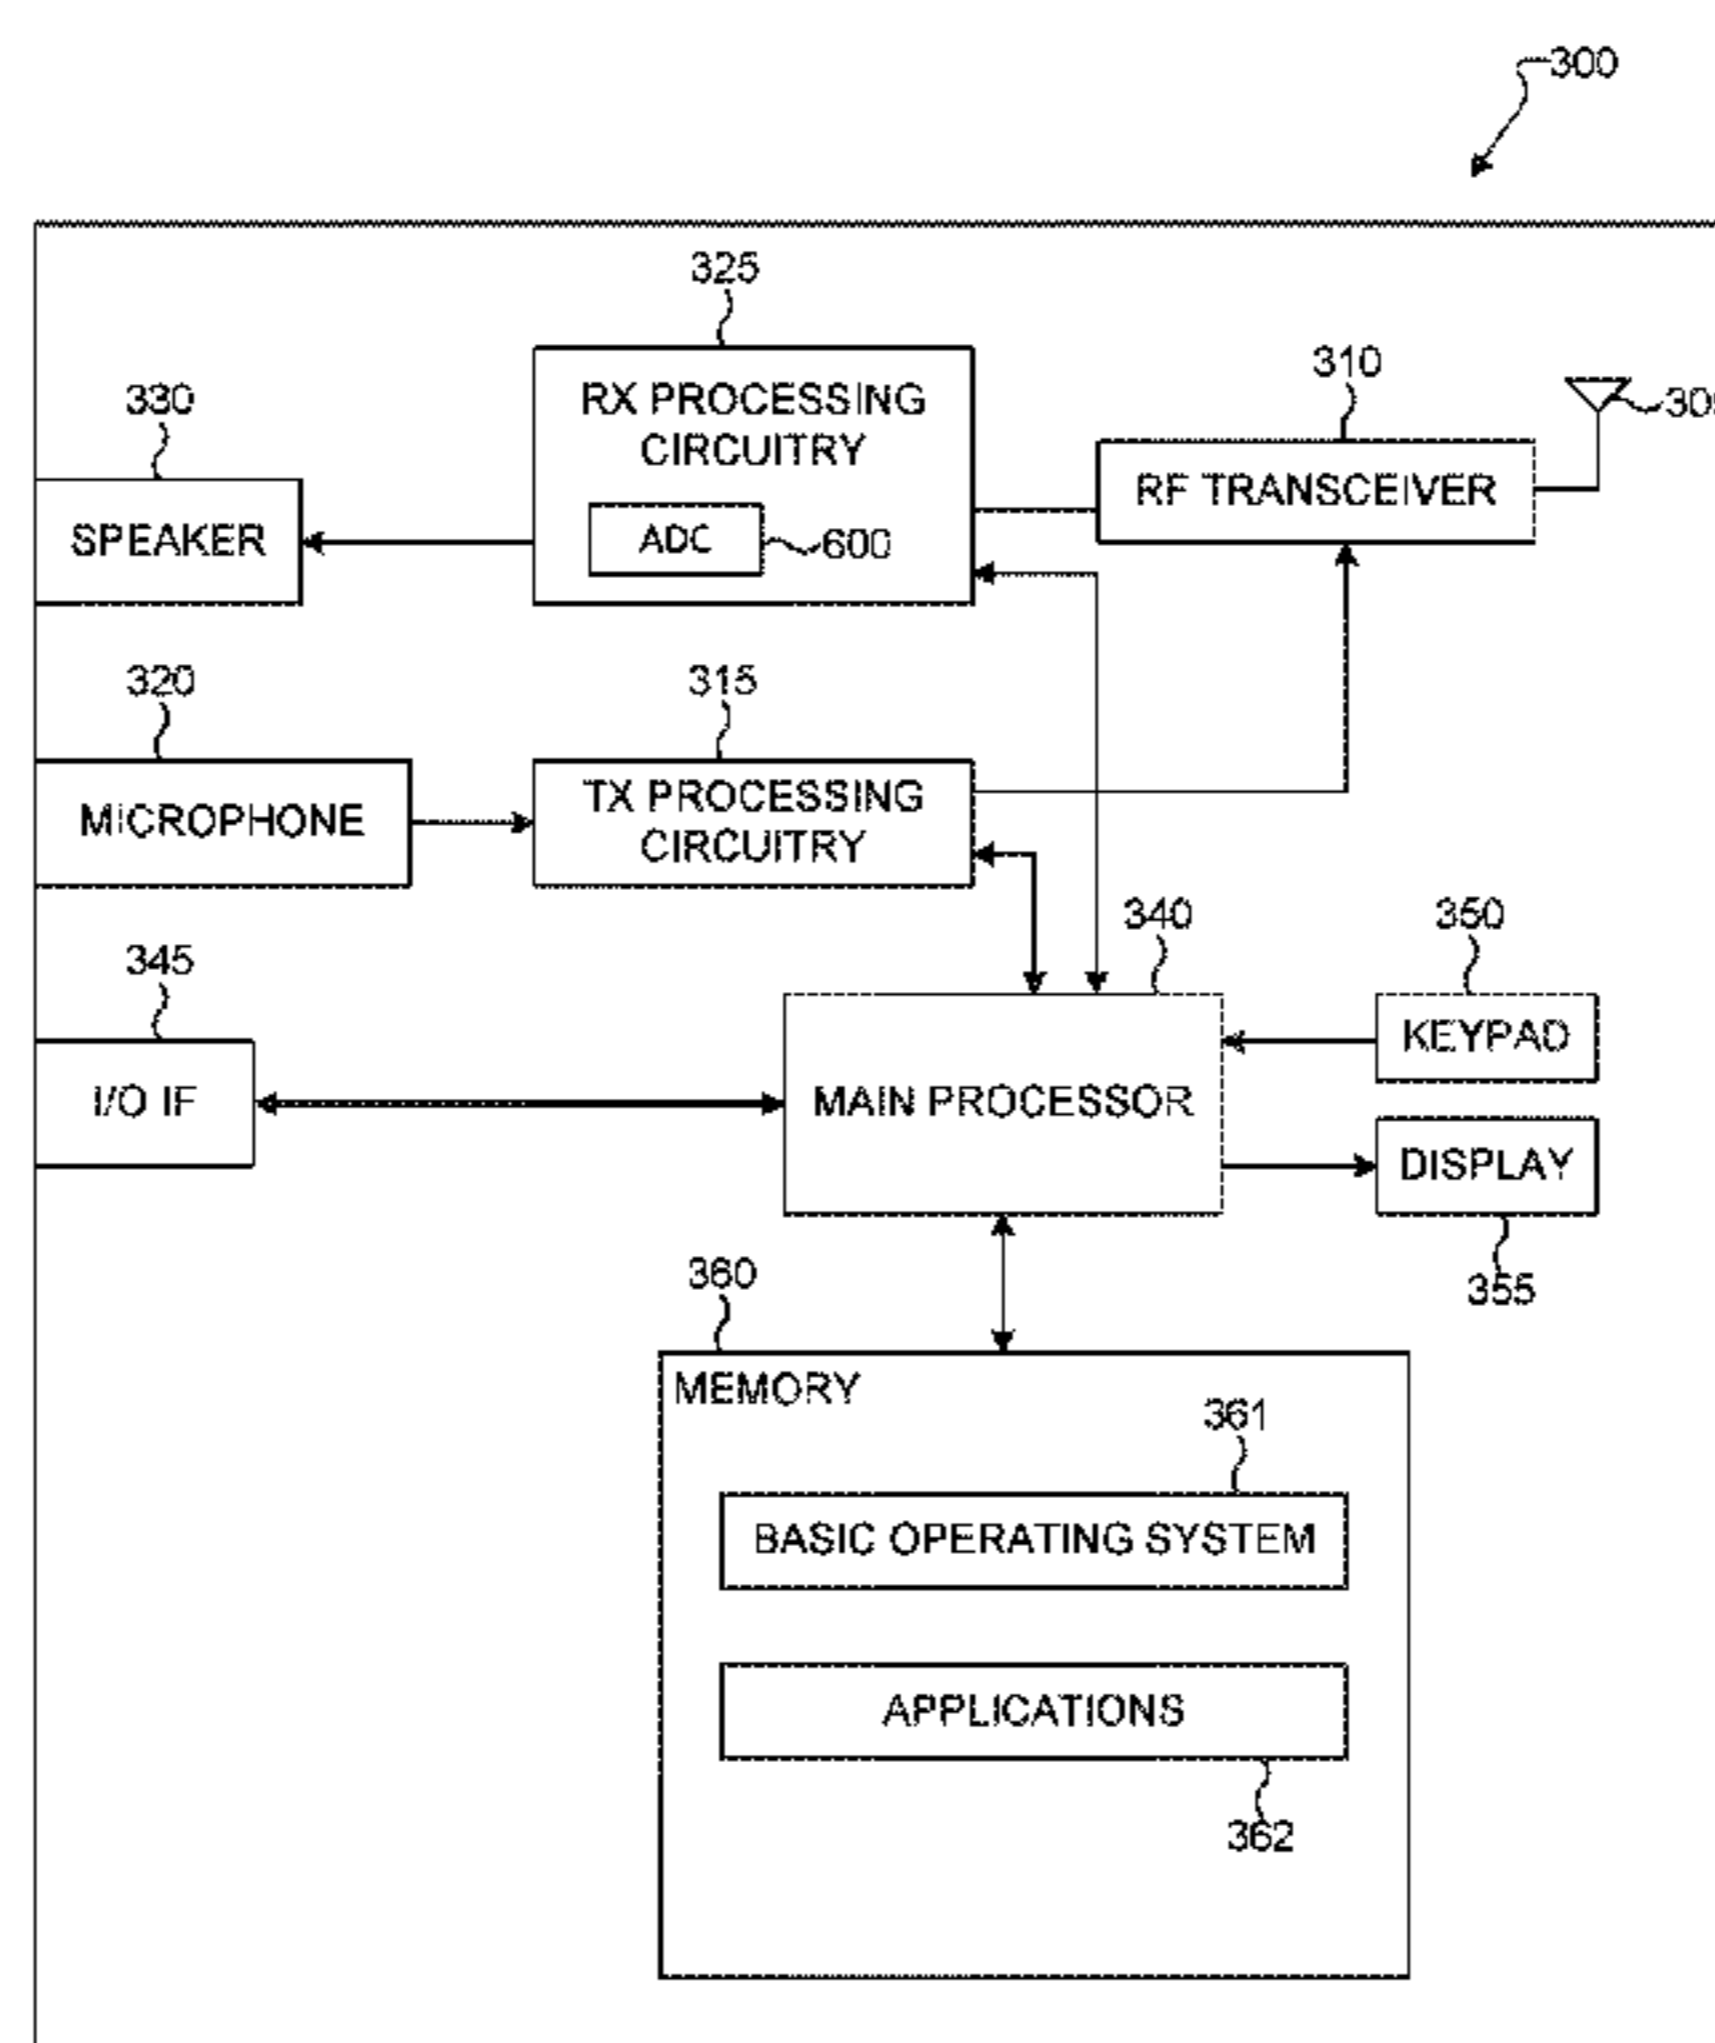 300
325
310
330
RX PROCESSING
CIRCUITRY
RF TRANSCEIVER
SPEAKER
ADC
600
320
315
MICROPHONE
TX PROCESSING
CIRCUITRY
340
350
345
KEYPAD
I/O IF
MAIN PROCESSOR
DISPLAY
355
360
MEMORY
361
BASIC OPERATING SYSTEM
APPLICATIONS
362